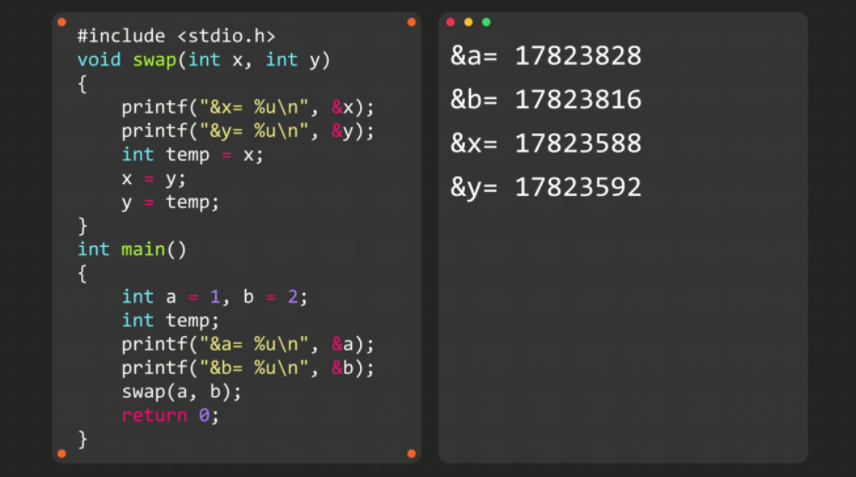 #include <stdio.h>
void swap(int x, int y)
{
    printf("&x= %u\n", &x);
    printf("&y= %u\n", &y);
    int temp = x;
    x = y;
    y = temp;
}
int main()
{
    int a = 1, b = 2;
    int temp;
    printf("&a= %u\n", &a);
    printf("&b= %u\n", &b);
    swap(a, b);
    return 0;
}
&a= 17823828
&b= 17823816
&x= 17823588
&y= 17823592